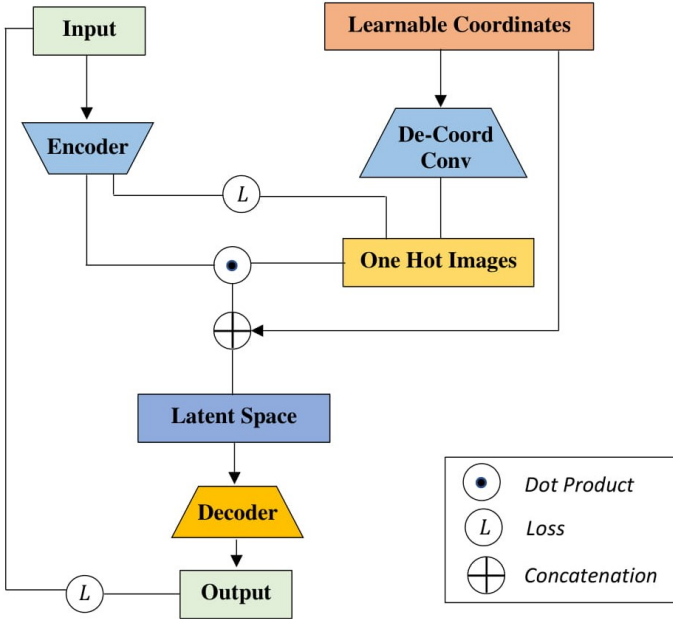 Input
Learnable Coordinates
Encoder
De-Coord
Conv
L
One Hot Images
Latent Space
Decoder
Output
L
Dot Product
L
Loss
Concatenation